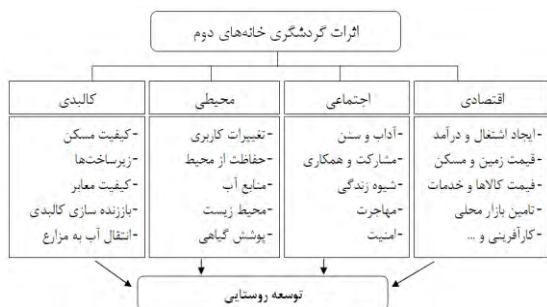 اثرات گردشگری خانه‌های دوم
اقتصادی
-ایجاد اشتغال و درآمد
-قیمت زمین و مسکن
-قیمت کالاها و خدمات
-تامین بازار محلی
-کارآفرینی و ...
اجتماعی
-آداب و سنن
-مشارکت و همکاری
-شیوه زندگی
-مهاجرت
-امنیت
محیطی
-تغییرات کاربری
-حفاظت از محیط
-منابع آب
-محیط زیست
-پوشش گیاهی
کالبدی
-کیفیت مسکن
-زیرساخت‌ها
-کیفیت معابر
-باززنده سازی کالبدی
-انتقال آب به مزارع
توسعه روستایی